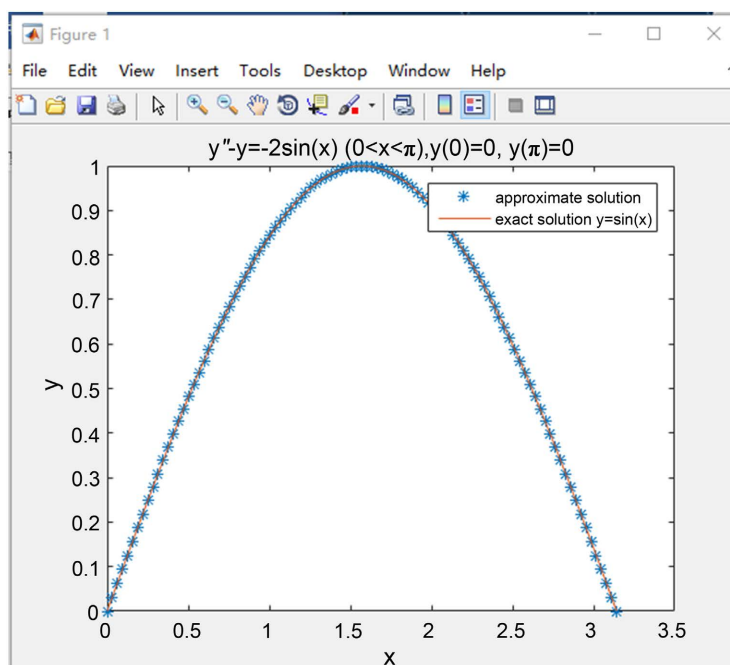 Figure 1
File Edit View Insert Tools Desktop Window Help
y″-y=-2sin(x) (0<x<π),y(0)=0, y(π)=0
approximate solution
exact solution y=sin(x)
1
0.9
0.8
0.7
0.6
0.5
0.4
0.3
0.2
0.1
0
y
0 0.5 1 1.5 2 2.5 3 3.5
x